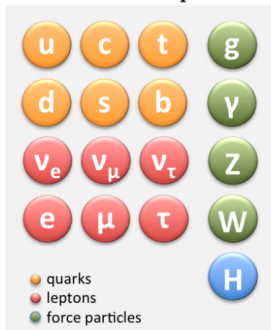 u c t g
d s b γ
νe νμ ντ Z
e μ τ W
H
quarks
leptons
force particles